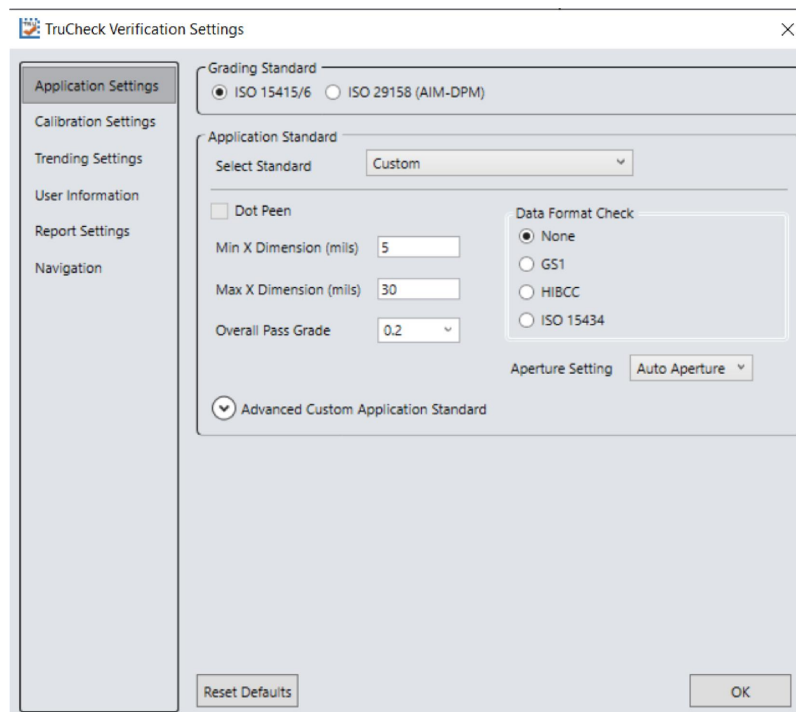 TruCheck Verification Settings
Application Settings
Calibration Settings
Trending Settings
User Information
Report Settings
Navigation
Grading Standard
ISO 15415/6 ISO 29158 (AIM-DPM)
Application Standard
Select Standard Custom
Dot Peen
Min X Dimension (mils) 5
Max X Dimension (mils) 30
Overall Pass Grade 0.2
Data Format Check
None
GS1
HIBCC
ISO 15434
Aperture Setting Auto Aperture
Advanced Custom Application Standard
Reset Defaults OK